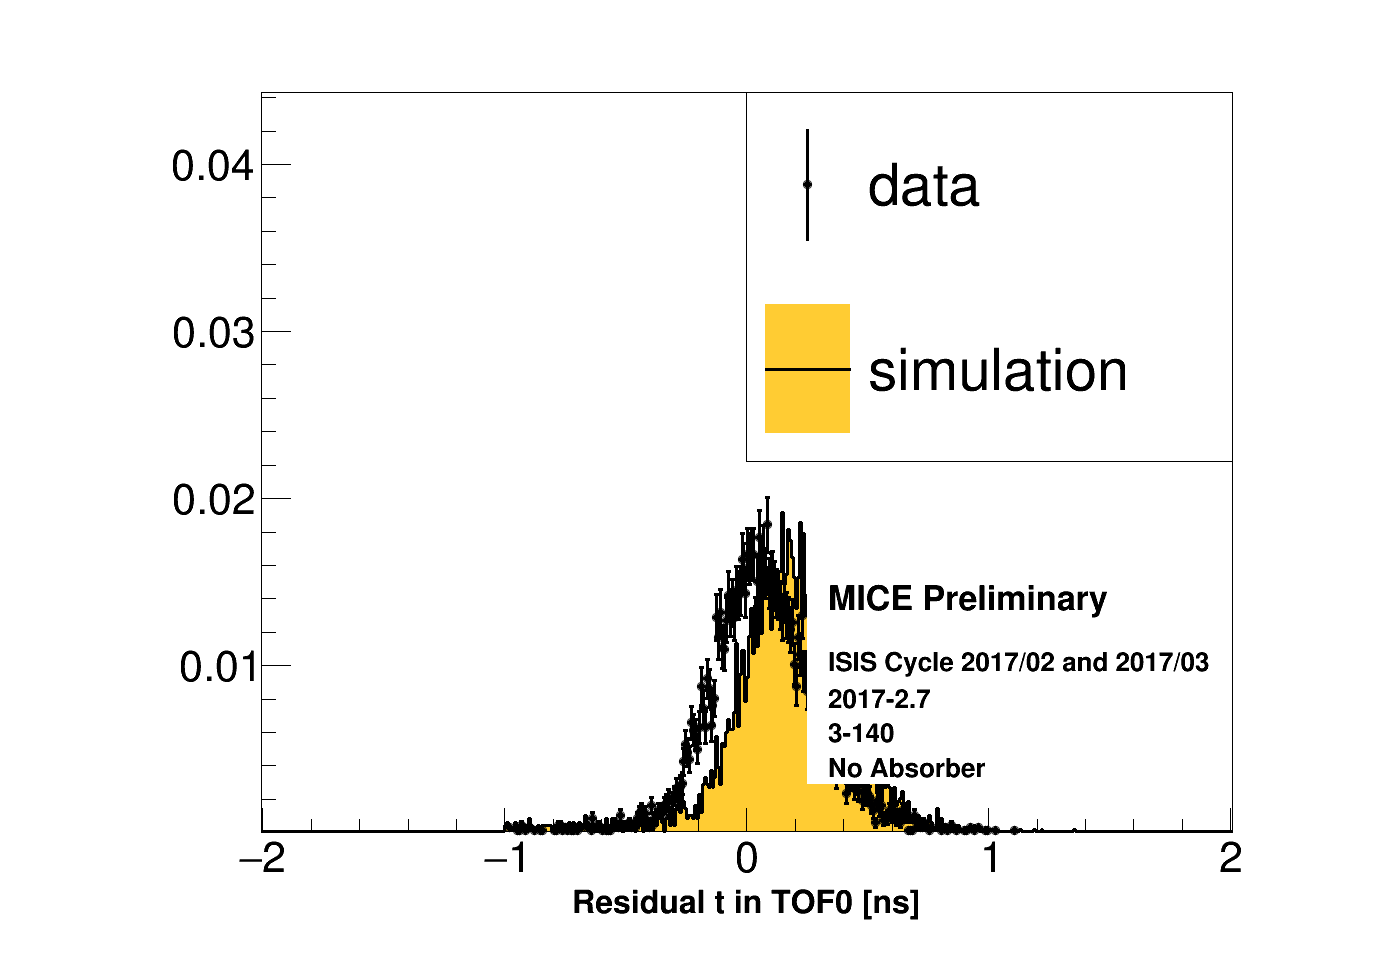 0.04
data
0.03
simulation
0.02
MICE Preliminary
0.01
ISIS Cycle 2017/02 and 2017/03
2017-2.7
3-140
No Absorber
−2 −1 0 1 2
Residual t in TOF0 [ns]